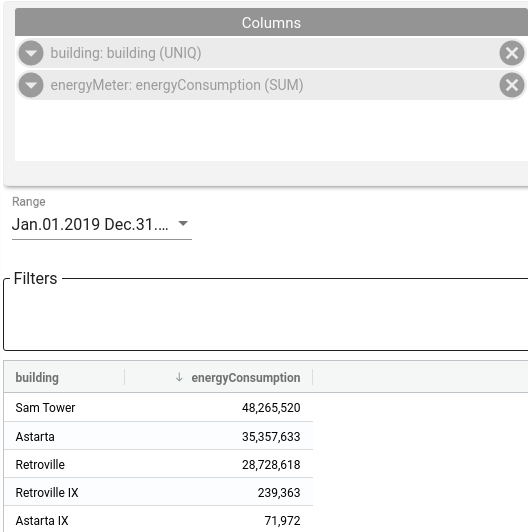 Columns
building: building (UNIQ)
energyMeter: energyConsumption (SUM)
Range
Jan.01.2019 Dec.31....
Filters
building ↓ energyConsumption
Sam Tower 48,265,520
Astarta 35,357,633
Retroville 28,728,618
Retroville IX 239,363
Astarta IX 71,972